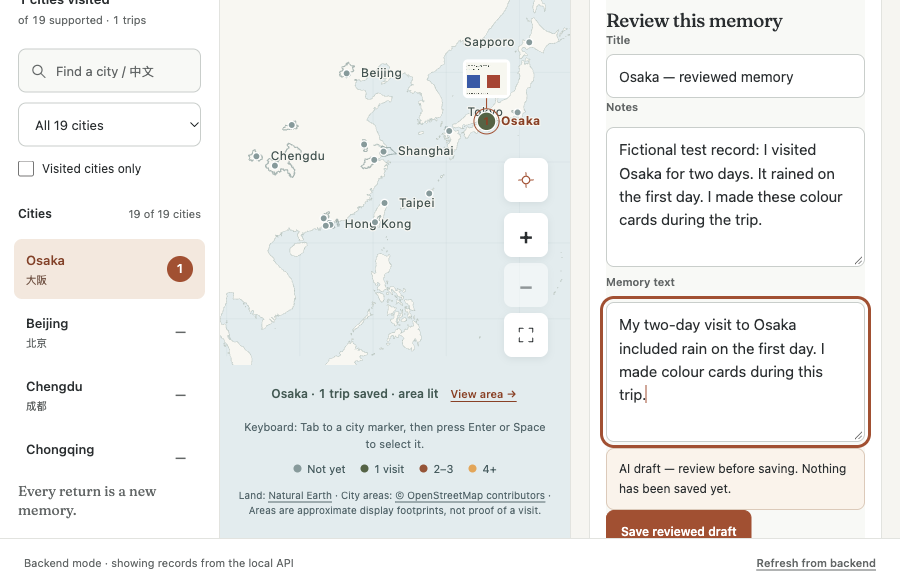 of 19 supported · 1 trips
Find a city / 中文
All 19 cities
Visited cities only
Cities
19 of 19 cities
Osaka
大阪
1
Beijing
北京
—
Chengdu
成都
—
Chongqing
—
Every return is a new
memory.
Sapporo
Beijing
Osaka
Chengdu
Shanghai
Taipei
Hong Kong
+
−
Osaka · 1 trip saved · area lit
View area →
Keyboard: Tab to a city marker, then press Enter or Space
to select it.
Not yet
1 visit
2–3
4+
Land: Natural Earth · City areas: © OpenStreetMap contributors ·
Areas are approximate display footprints, not proof of a visit.
Review this memory
Title
Osaka — reviewed memory
Notes
Fictional test record: I visited
Osaka for two days. It rained on
the first day. I made these colour
cards during the trip.
Memory text
My two-day visit to Osaka
included rain on the first day. I
made colour cards during this
trip.
AI draft — review before saving. Nothing
has been saved yet.
Save reviewed draft
Backend mode · showing records from the local API
Refresh from backend